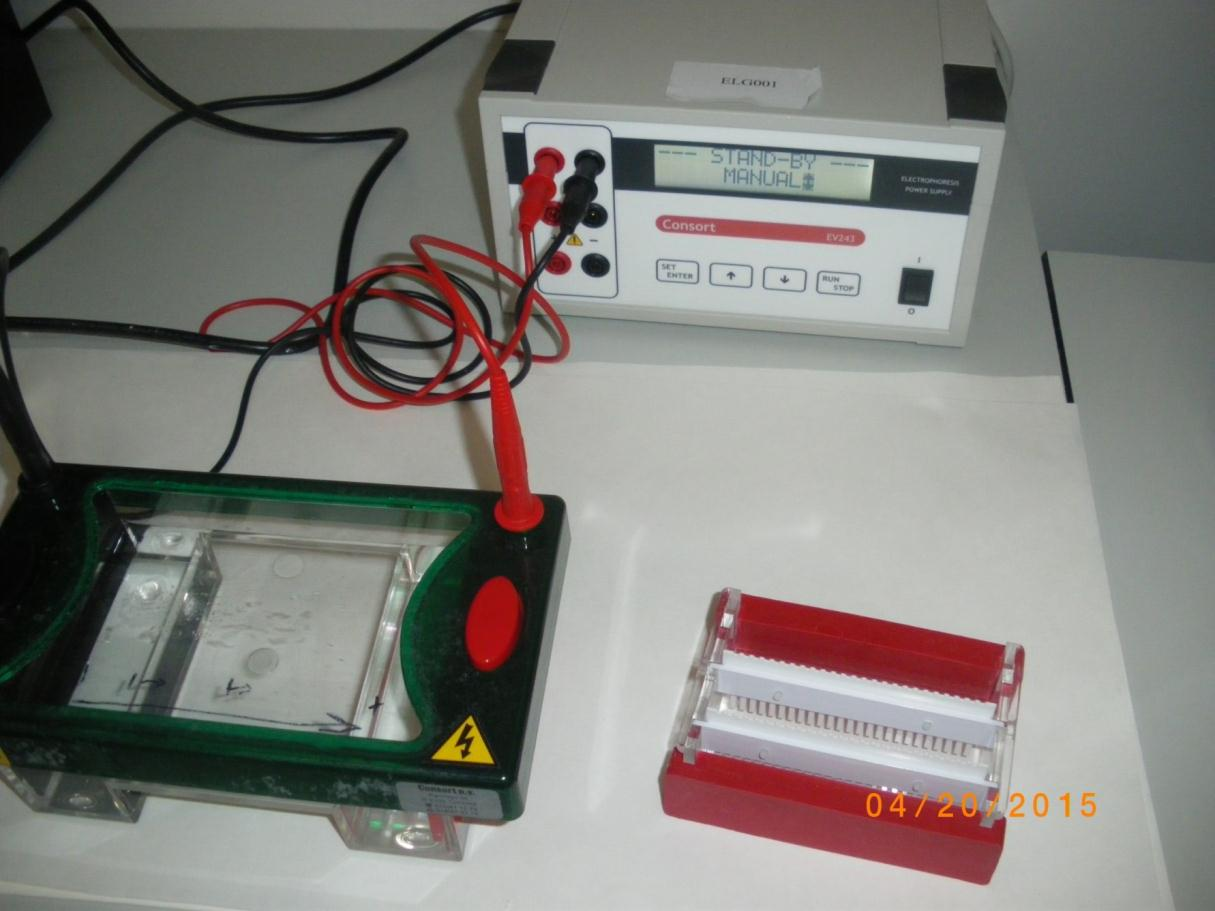 ELG001
--- STAND-BY ---
MANUAL
ELECTROPHORESIS
POWER SUPPLY
Consort
EV243
+ −
SET
ENTER
RUN
STOP
I
O
+
Consort n.v.
04/20/2015